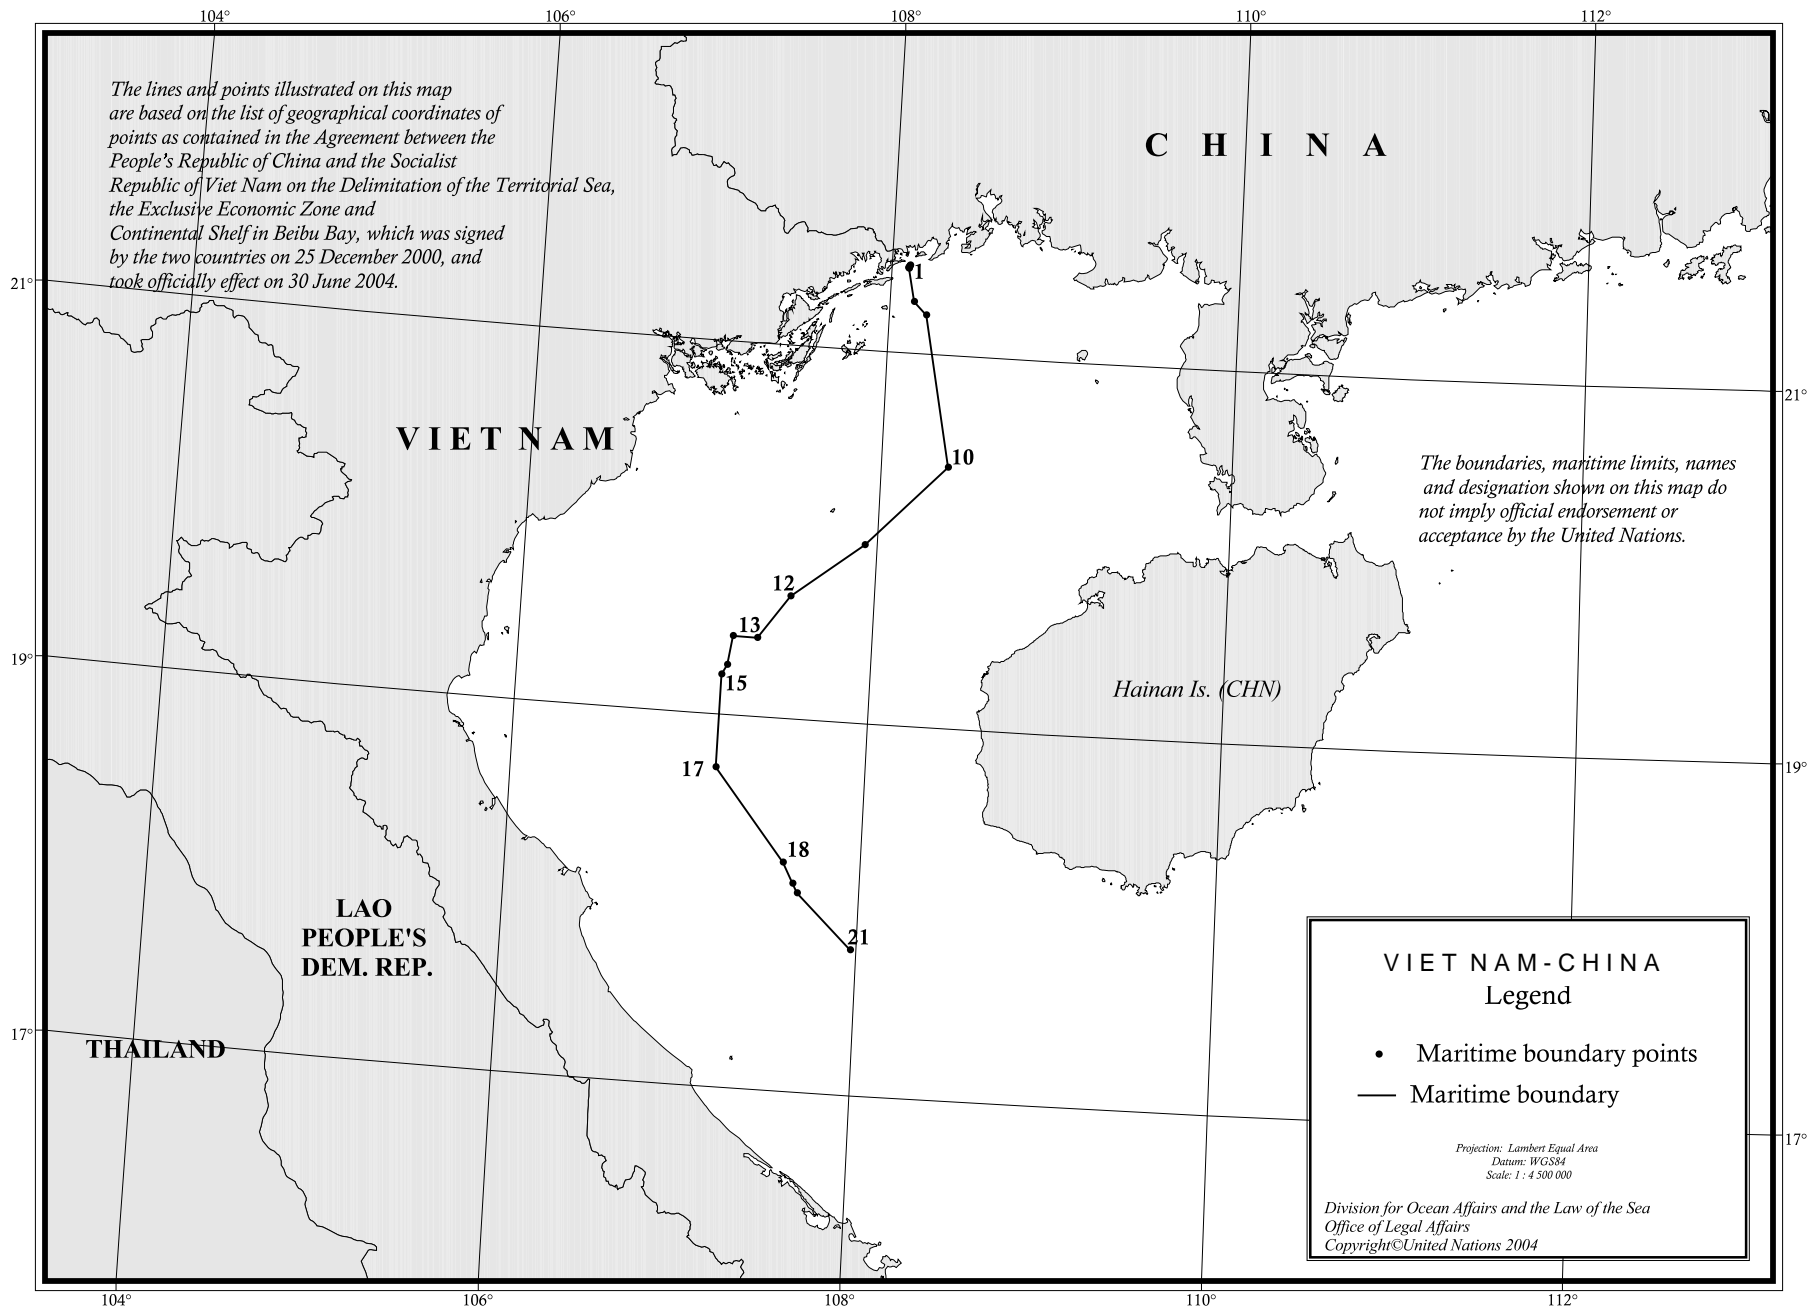 104°
106°
108°
110°
112°
The lines and points illustrated on this map
are based on the list of geographical coordinates of
points as contained in the Agreement between the
People's Republic of China and the Socialist
Republic of Viet Nam on the Delimitation of the Territorial Sea,
the Exclusive Economic Zone and
Continental Shelf in Beibu Bay, which was signed
by the two countries on 25 December 2000, and
took officially effect on 30 June 2004.
CHINA
1
21°
21°
VIET NAM
10
The boundaries, maritime limits, names
and designation shown on this map do
not imply official endorsement or
acceptance by the United Nations.
12
13
19°
15
Hainan Is. (CHN)
17
19°
18
LAO
PEOPLE'S
DEM. REP.
21
17°
THAILAND
VIET NAM-CHINA
Legend
Maritime boundary points
Maritime boundary
17°
Projection: Lambert Equal Area
Datum: WGS84
Scale: 1 : 4 500 000
Division for Ocean Affairs and the Law of the Sea
Office of Legal Affairs
Copyright©United Nations 2004
104°
106°
108°
110°
112°